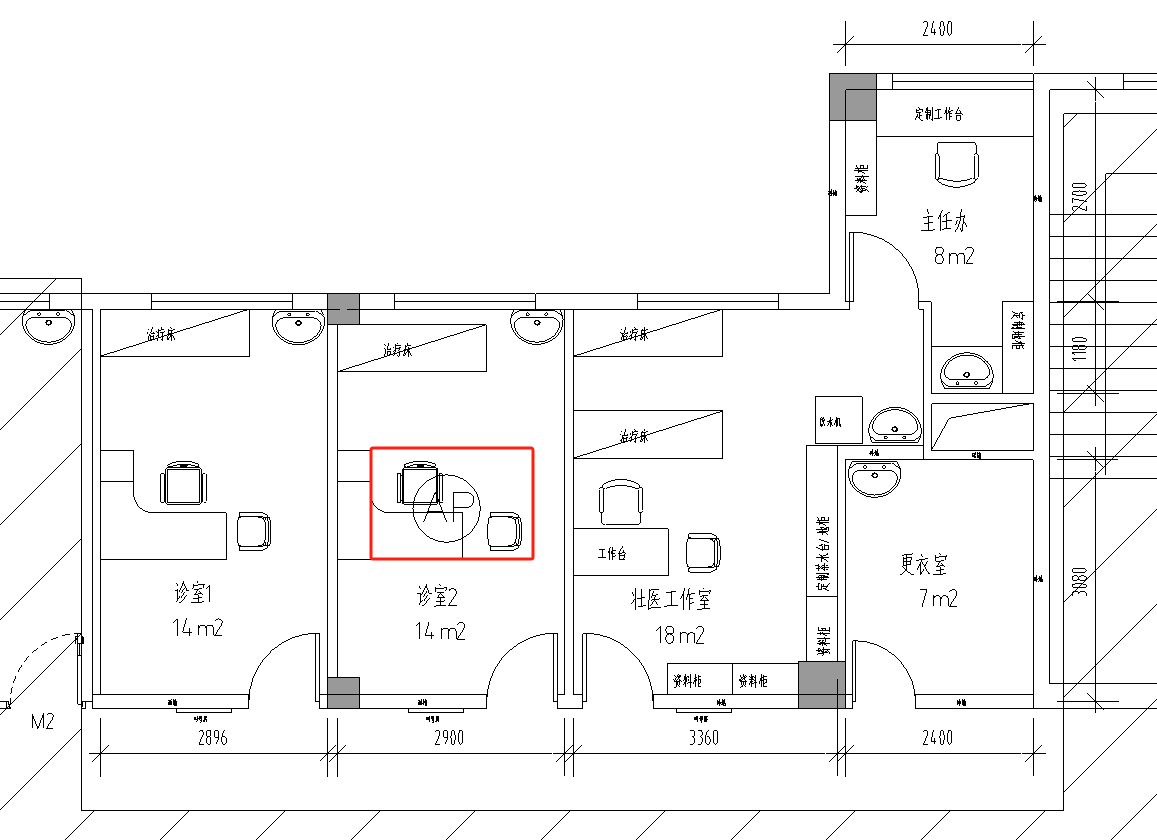 2400
定制工作台
资料柜
2700
主任办
8m2
定制地柜
1180
治疗床
治疗床
治疗床
治疗床
饮水机
AP
定制茶水台/地柜
工作台
更衣室
7m2
3080
诊室1
14m2
诊室2
14m2
壮医工作室
18m2
资料柜
资料柜
资料柜
M2
2896
2900
3360
2400